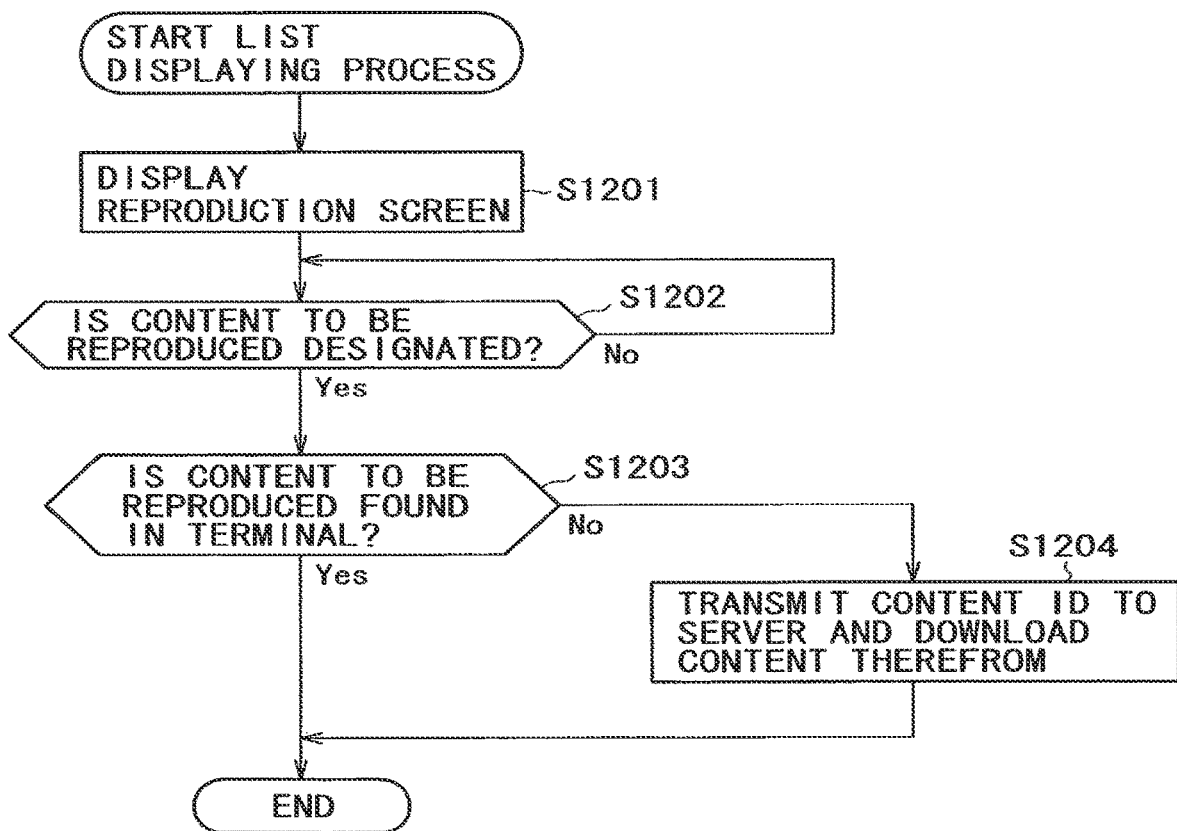 START LIST
DISPLAYING PROCESS
DISPLAY
REPRODUCTION SCREEN
S1201
S1202
IS CONTENT TO BE
REPRODUCED DESIGNATED?
No
Yes
S1203
IS CONTENT TO BE
REPRODUCED FOUND
IN TERMINAL?
No
Yes
S1204
TRANSMIT CONTENT ID TO
SERVER AND DOWNLOAD
CONTENT THEREFROM
END